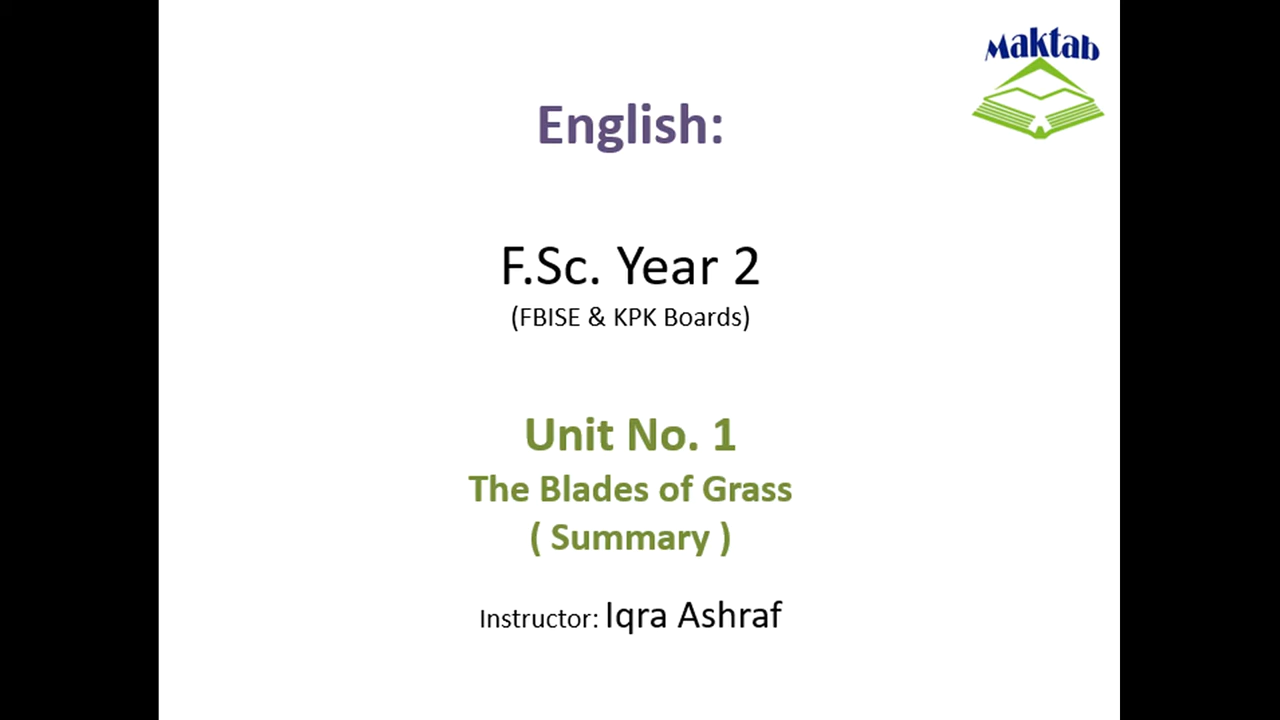 Maktab
English:
F.Sc. Year 2
(FBISE & KPK Boards)
Unit No. 1
The Blades of Grass
( Summary )
Instructor: Iqra Ashraf